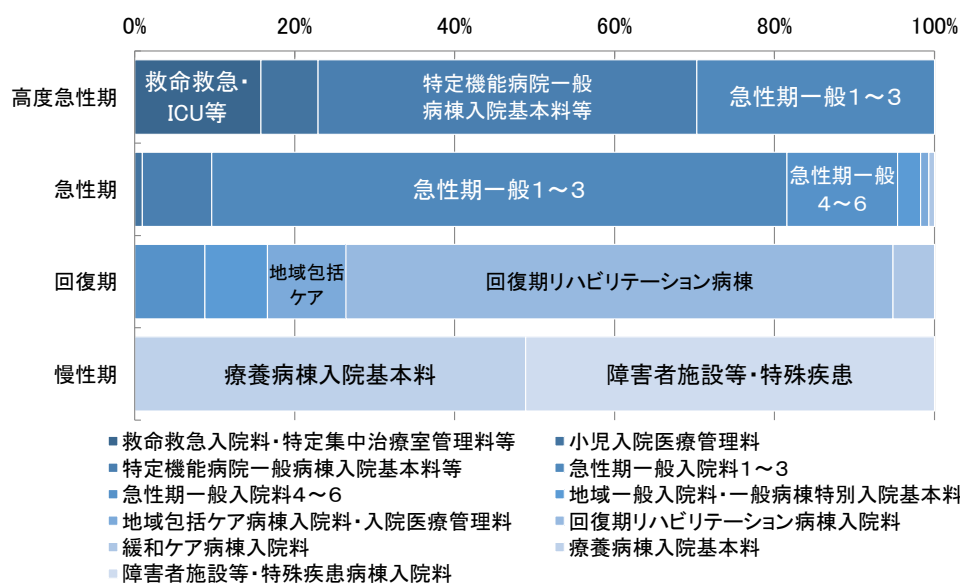 0% 20% 40% 60% 80% 100%
高度急性期
救命救急・
ICU等
特定機能病院一般
病棟入院基本料等
急性期一般1～3
急性期
急性期一般1～3
急性期一般
4～6
回復期
地域包括
ケア
回復期リハビリテーション病棟
慢性期
療養病棟入院基本料
障害者施設等・特殊疾患
■救命救急入院料・特定集中治療室管理料等
■小児入院医療管理料
■特定機能病院一般病棟入院基本料等
■急性期一般入院料1～3
■急性期一般入院料4～6
■地域一般入院料・一般病棟特別入院基本料
■地域包括ケア病棟入院料・入院医療管理料
■回復期リハビリテーション病棟入院料
■緩和ケア病棟入院料
■療養病棟入院基本料
■障害者施設等・特殊疾患病棟入院料